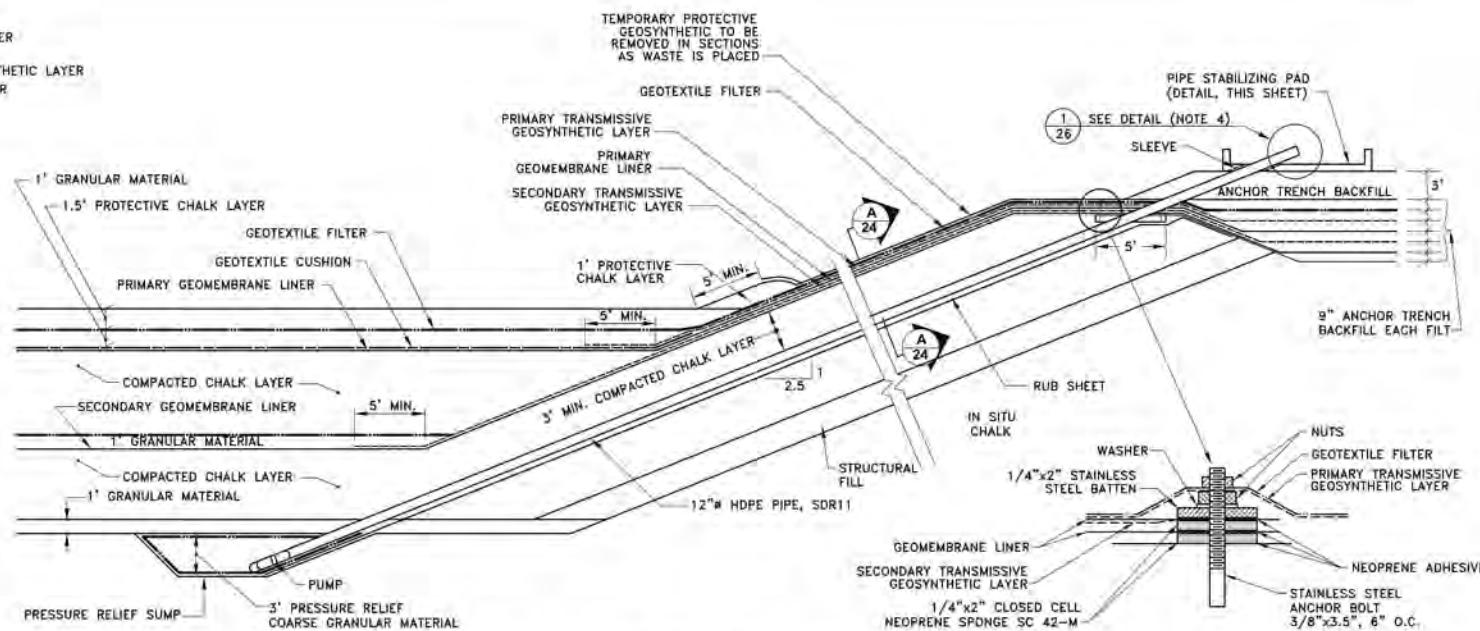 ER
THETIC LAYER
R
TEMPORARY PROTECTIVE
GEOSYNTHETIC TO BE
REMOVED IN SECTIONS
AS WASTE IS PLACED
GEOTEXTILE FILTER
PRIMARY TRANSMISSIVE
GEOSYNTHETIC LAYER
PRIMARY
GEOMEMBRANE LINER
SECONDARY TRANSMISSIVE
GEOSYNTHETIC LAYER
PIPE STABILIZING PAD
(DETAIL, THIS SHEET)
1
26
SEE DETAIL (NOTE 4)
SLEEVE
ANCHOR TRENCH BACKFILL
3'
5'
9" ANCHOR TRENCH
BACKFILL EACH FILT
1' GRANULAR MATERIAL
1.5' PROTECTIVE CHALK LAYER
GEOTEXTILE FILTER
GEOTEXTILE CUSHION
PRIMARY GEOMEMBRANE LINER
1' PROTECTIVE
CHALK LAYER
5' MIN.
5' MIN.
A
24
A
24
COMPACTED CHALK LAYER
SECONDARY GEOMEMBRANE LINER
5' MIN.
1' GRANULAR MATERIAL
COMPACTED CHALK LAYER
1' GRANULAR MATERIAL
3' MIN. COMPACTED CHALK LAYER
1
2.5
RUB SHEET
IN SITU
CHALK
STRUCTURAL
FILL
12"ø HDPE PIPE, SDR11
PUMP
PRESSURE RELIEF SUMP
3' PRESSURE RELIEF
COARSE GRANULAR MATERIAL
NUTS
WASHER
GEOTEXTILE FILTER
1/4"x2" STAINLESS
STEEL BATTEN
PRIMARY TRANSMISSIVE
GEOSYNTHETIC LAYER
GEOMEMBRANE LINER
SECONDARY TRANSMISSIVE
GEOSYNTHETIC LAYER
NEOPRENE ADHESIVE
1/4"x2" CLOSED CELL
NEOPRENE SPONGE SC 42-M
STAINLESS STEEL
ANCHOR BOLT
3/8"x3.5", 6" O.C.